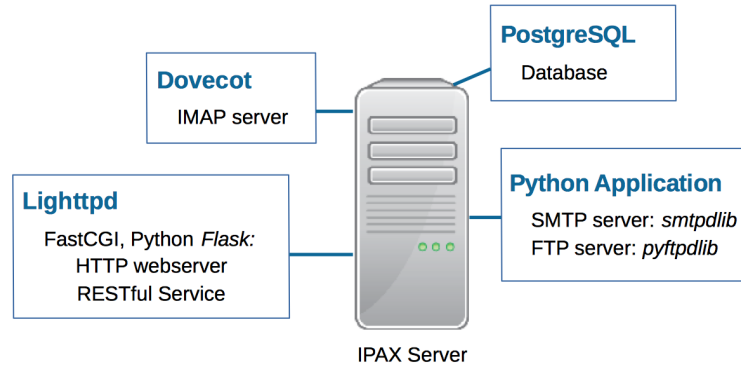 PostgreSQL
Database
Dovecot
IMAP server
Lighttpd
FastCGI, Python Flask:
HTTP webserver
RESTful Service
Python Application
SMTP server: smtpdlib
FTP server: pyftpdlib
IPAX Server